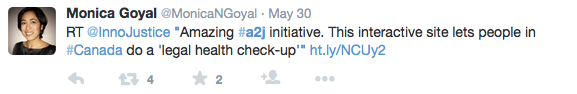 Monica Goyal @MonicaNGoyal · May 30
RT @InnoJustice "Amazing #a2j initiative. This interactive site lets people in
#Canada do a 'legal health check-up'" ht.ly/NCUy2
4 2